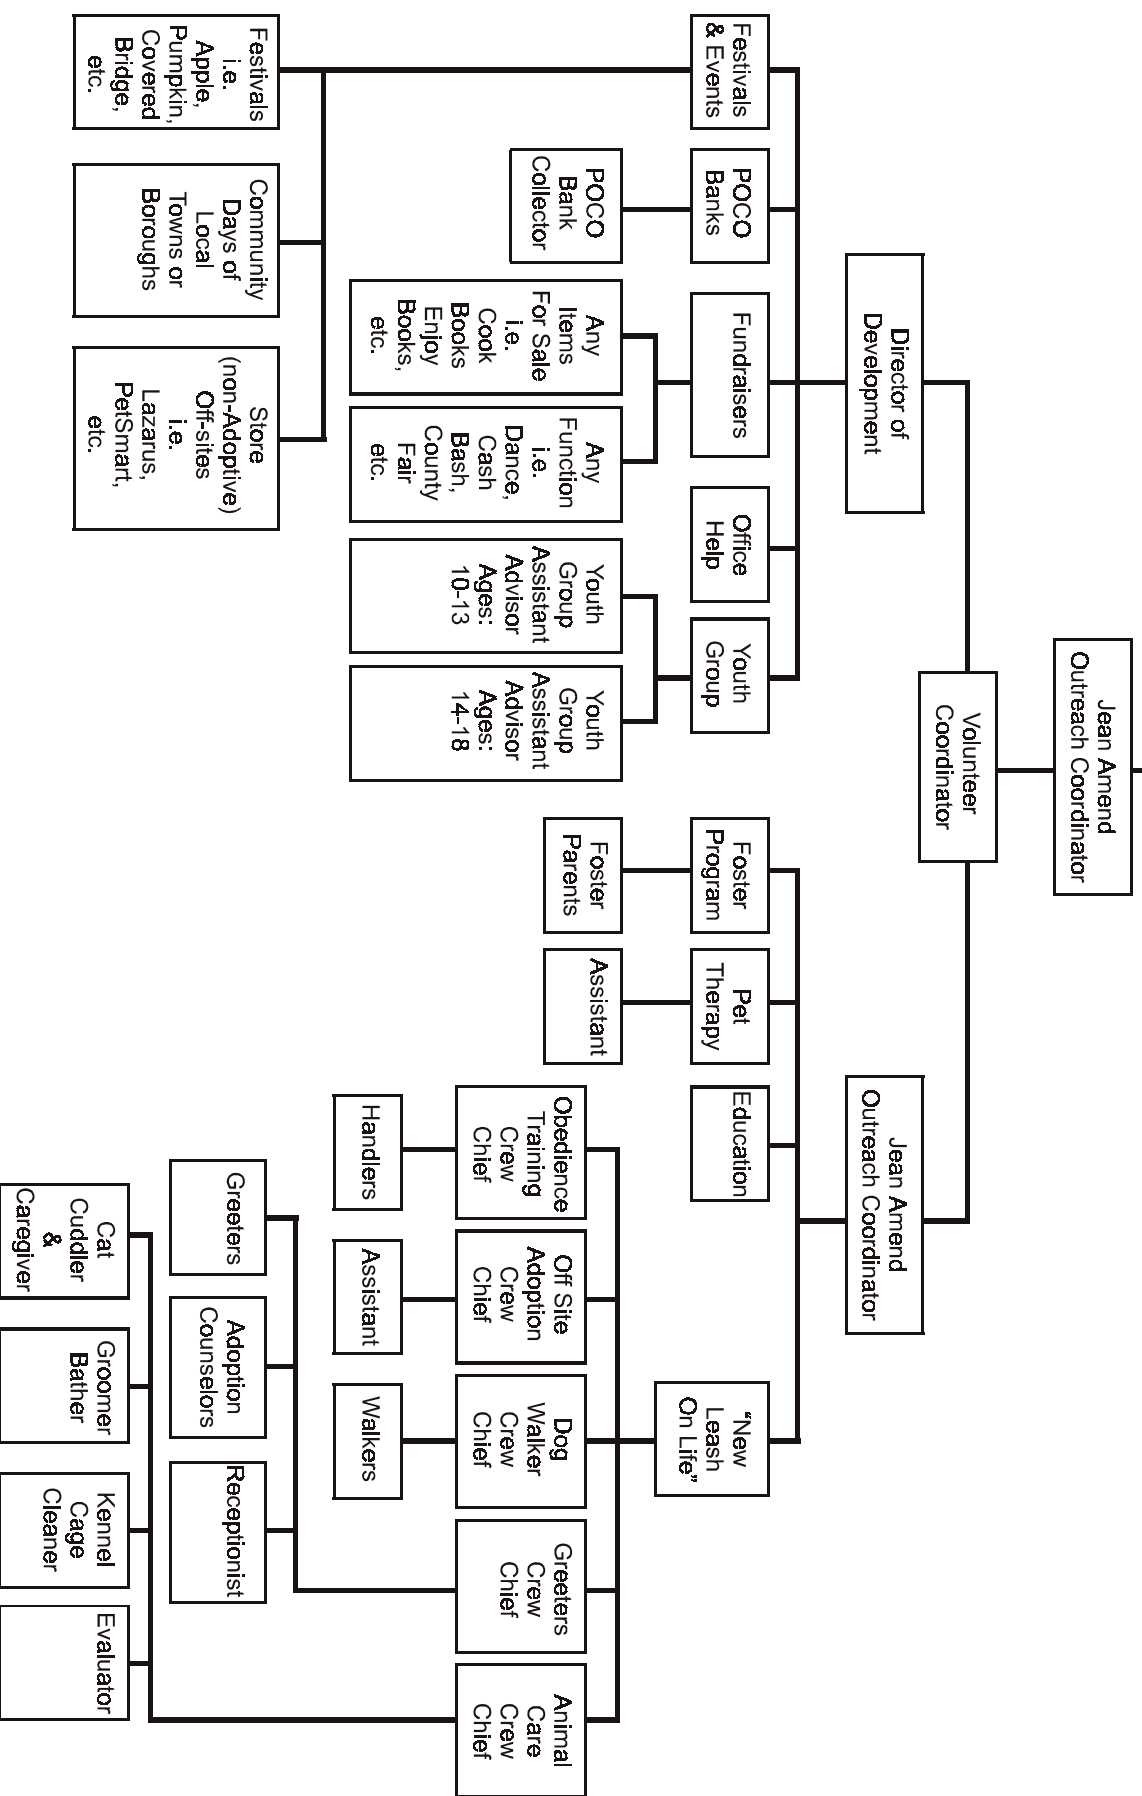 Jean Amend
Outreach Coordinator
Volunteer
Coordinator
Director of
Development
Jean Amend
Outreach Coordinator
Festivals
& Events
POCO
Banks
Fundraisers
Office
Help
Youth
Group
Foster
Program
Pet
Therapy
Education
“New
Leash
On Life”
POCO
Bank
Collector
Any
Items
For Sale
i.e.
Cook
Books
Enjoy
Books,
etc.
Any
Function
i.e.
Dance,
Cash
Bash,
County
Fair
etc.
Youth
Group
Assistant
Advisor
Ages:
10-13
Youth
Group
Assistant
Advisor
Ages:
14-18
Foster
Parents
Assistant
Obedience
Training
Crew
Chief
Off Site
Adoption
Crew
Chief
Dog
Walker
Crew
Chief
Greeters
Crew
Chief
Animal
Care
Crew
Chief
Handlers
Assistant
Walkers
Festivals
i.e.
Apple,
Pumpkin,
Covered
Bridge,
etc.
Community
Days of
Local
Towns or
Boroughs
Store
(non-Adoptive)
Off-sites
i.e.
Lazarus,
PetSmart,
etc.
Greeters
Adoption
Counselors
Receptionist
Cat
Cuddler
&
Caregiver
Groomer
Bather
Kennel
Cage
Cleaner
Evaluator